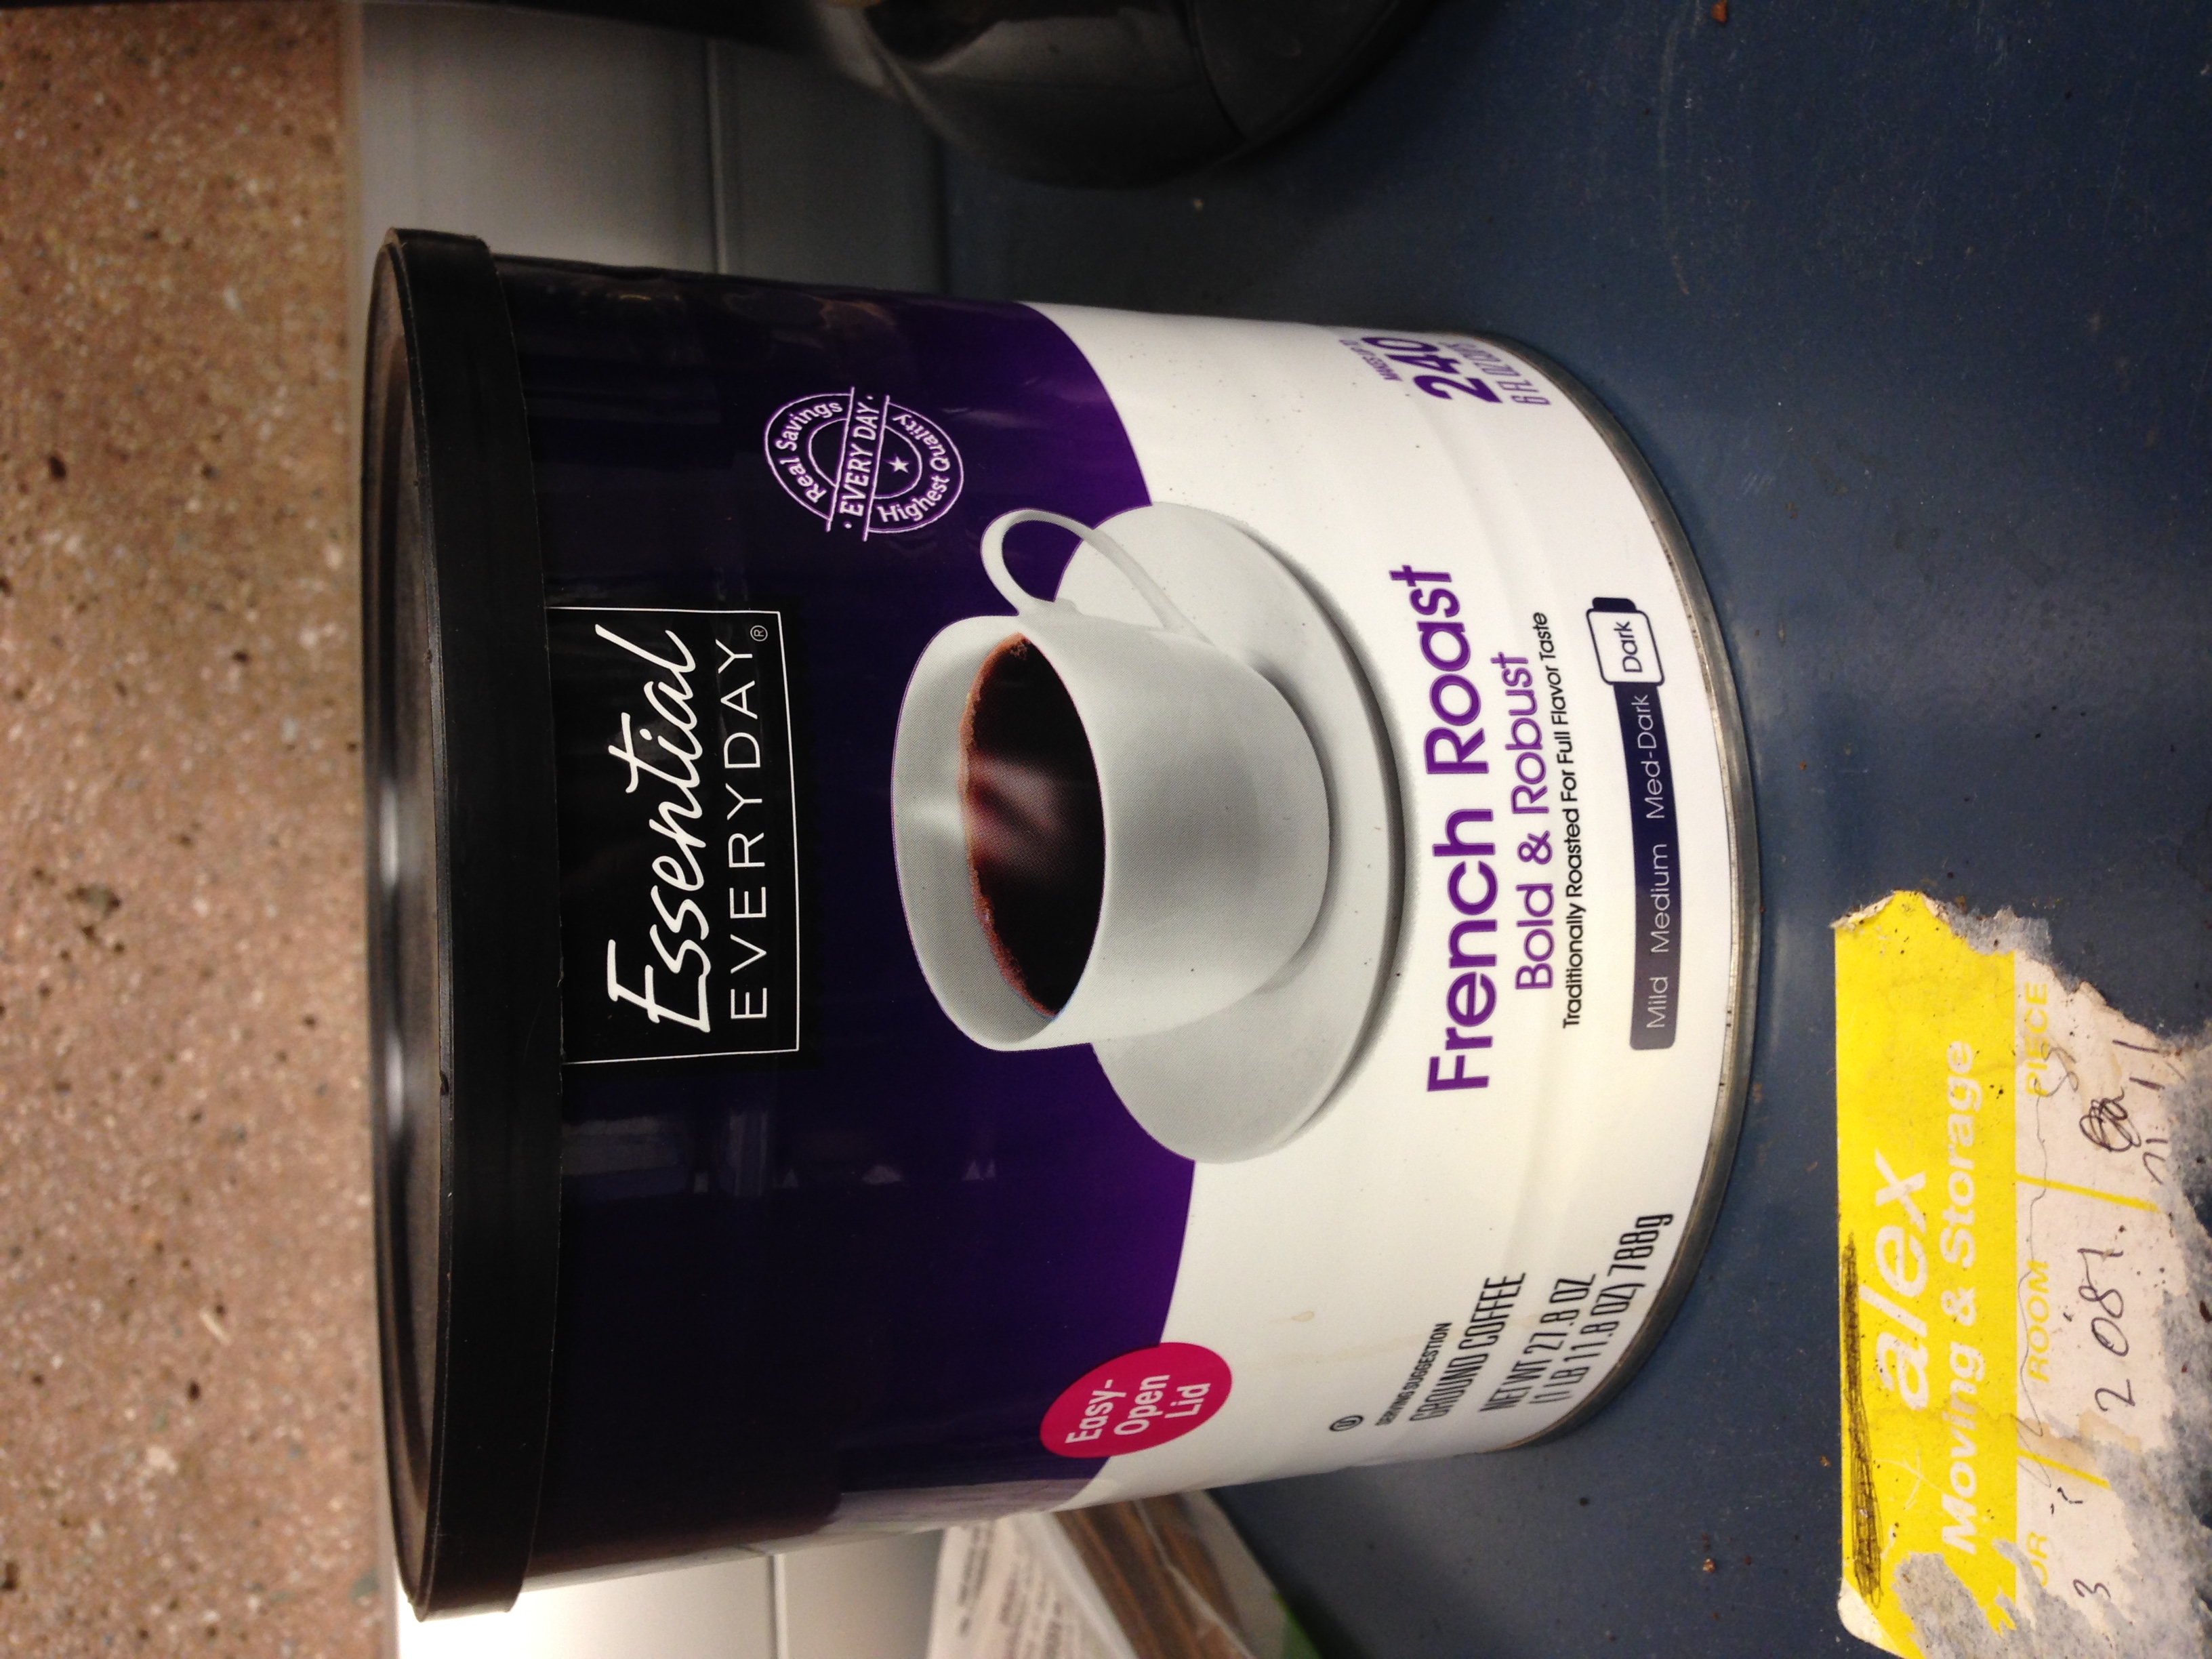 Essential
EVERYDAY®
Real Savings
EVERY DAY
Highest Quality
Easy-
Open
Lid
U
SERVING SUGGESTION
GROUND COFFEE
NET WT 27.8 OZ
(1 LB 11.8 OZ) 788g
French Roast
Bold & Robust
Traditionally Roasted For Full Flavor Taste
Mild Medium Med-Dark Dark
MAKES UP TO
240
6 FL OZ CUPS
alex
Moving & Storage
OR ROOM PIECE
3 2087.